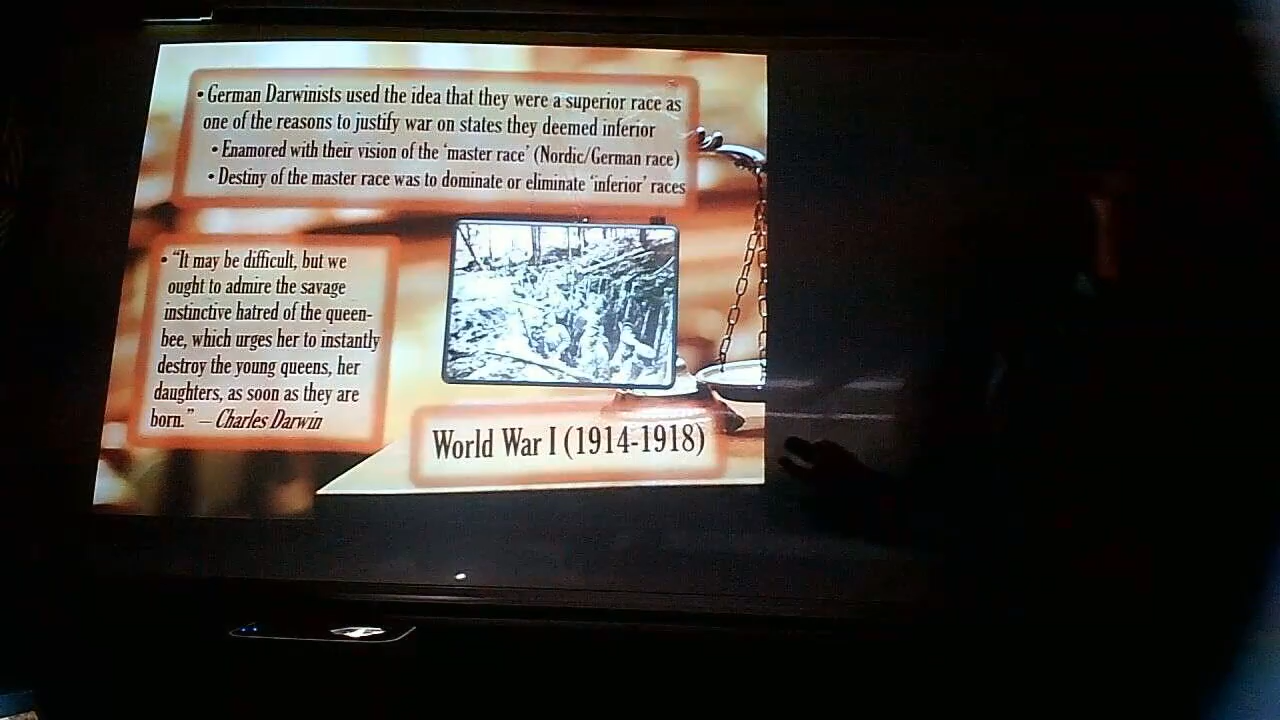 • German Darwinists used the idea that they were a superior race as
one of the reasons to justify war on states they deemed inferior
• Enamored with their vision of the 'master race' (Nordic/German race)
• Destiny of the master race was to dominate or eliminate 'inferior' races
• "It may be difficult, but we
ought to admire the savage
instinctive hatred of the queen-
bee, which urges her to instantly
destroy the young queens, her
daughters, as soon as they are
born." – Charles Darwin
World War I (1914-1918)